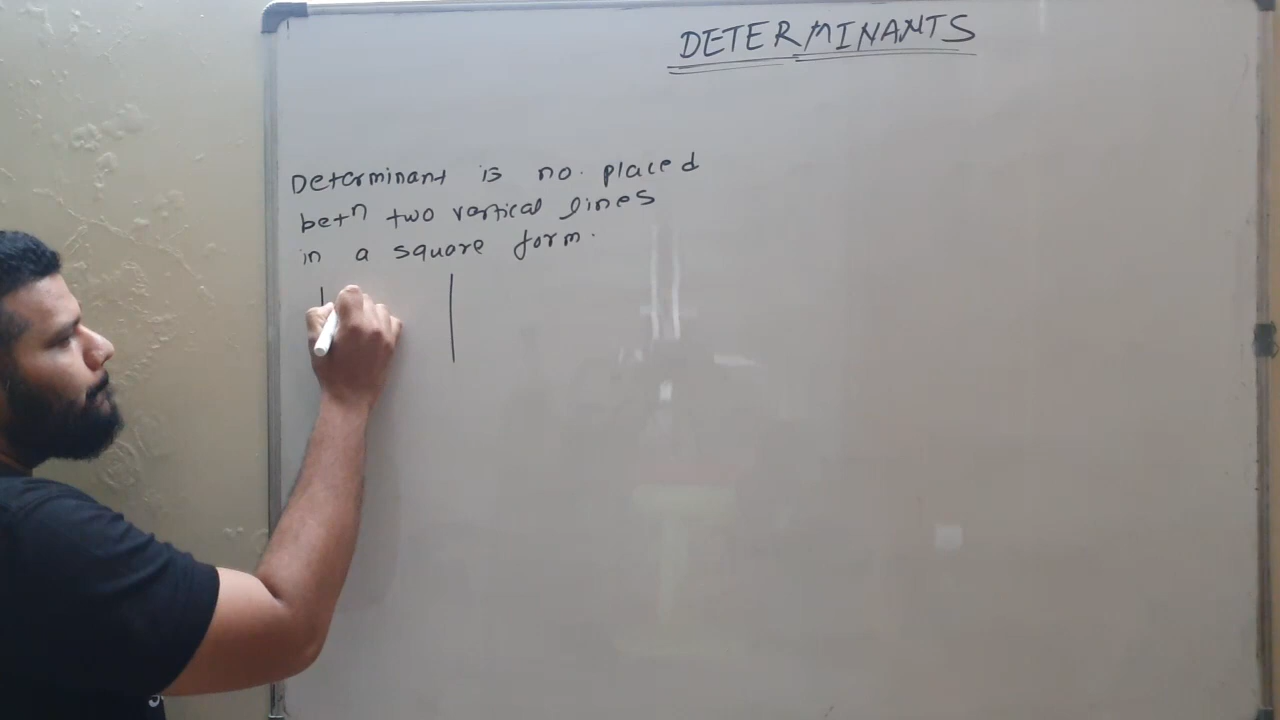 DETERMINANTS
Determinant is no. placed
betn two vertical lines
in a square form.